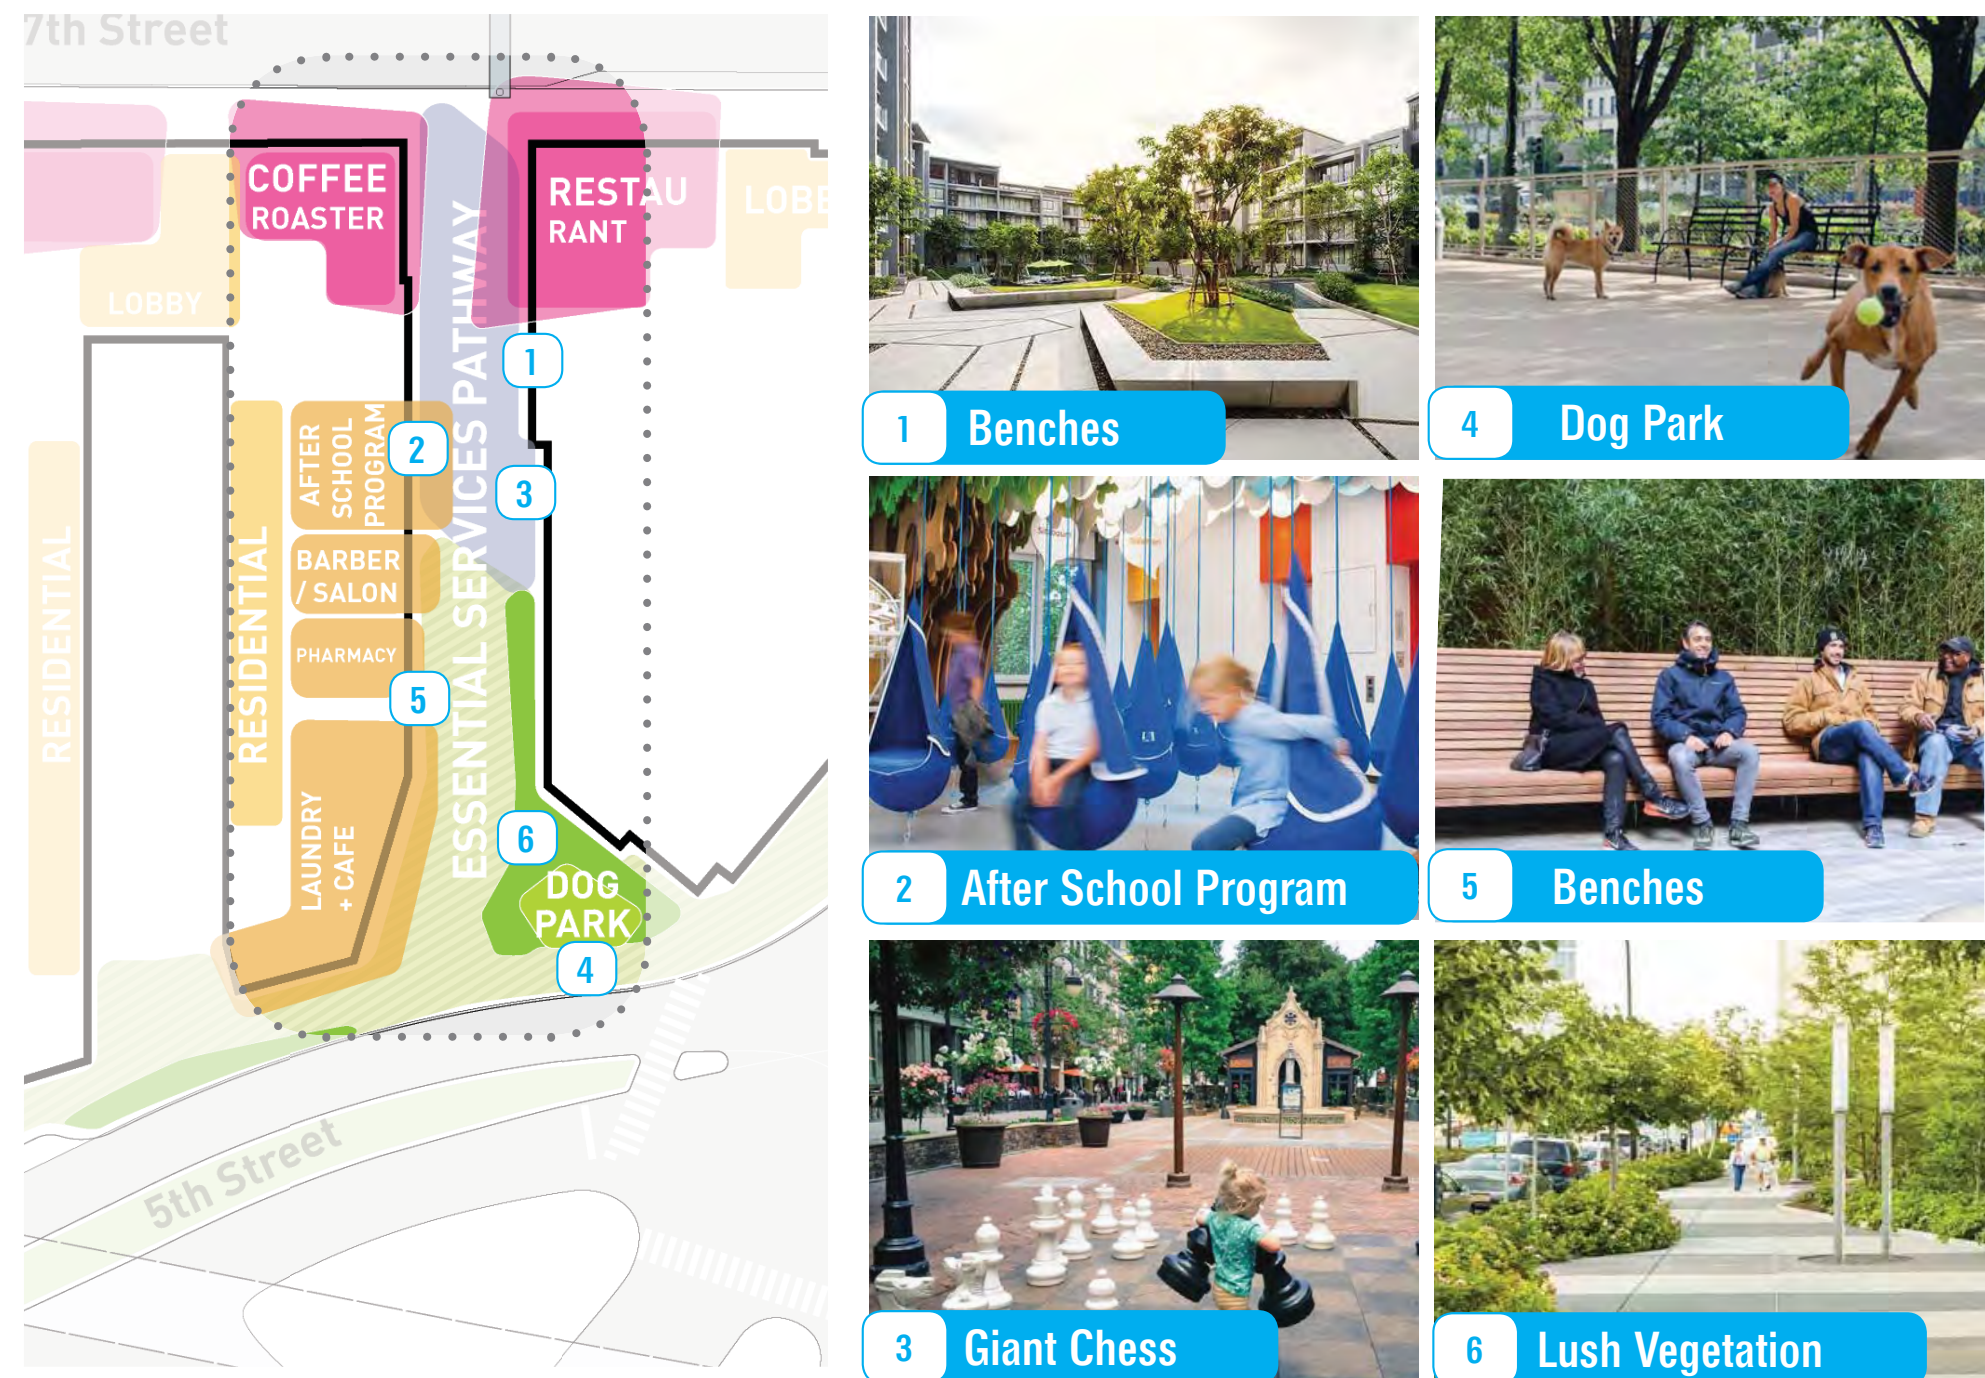 7th Street
COFFEE
ROASTER
RESTAU
RANT
LOBB
LOBBY
ESSENTIAL SERVICES PATHWAY
1
2
3
AFTER
SCHOOL
PROGRAM
BARBER
/ SALON
PHARMACY
5
RESIDENTIAL
RESIDENTIAL
LAUNDRY
+ CAFE
6
DOG
PARK
4
5th Street
1 Benches
4 Dog Park
2 After School Program
5 Benches
3 Giant Chess
6 Lush Vegetation